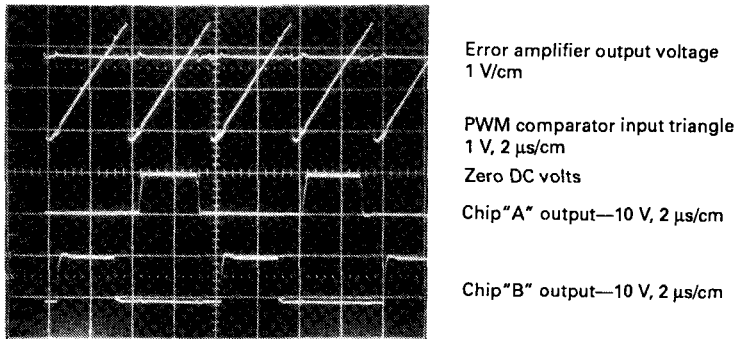 Error amplifier output voltage
1 V/cm
PWM comparator input triangle
1 V, 2 μs/cm
Zero DC volts
Chip"A" output—10 V, 2 μs/cm
Chip"B" output—10 V, 2 μs/cm